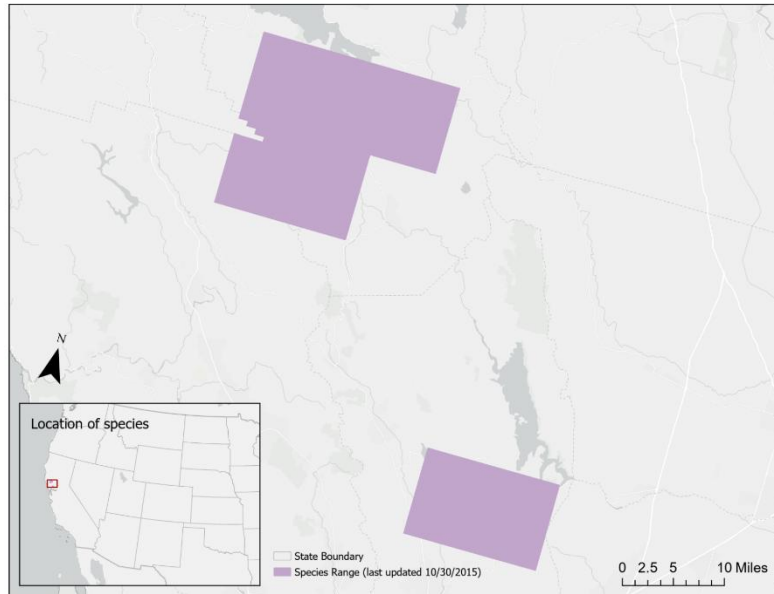 N
Location of species
State Boundary
Species Range (last updated 10/30/2015)
0 2.5 5 10 Miles